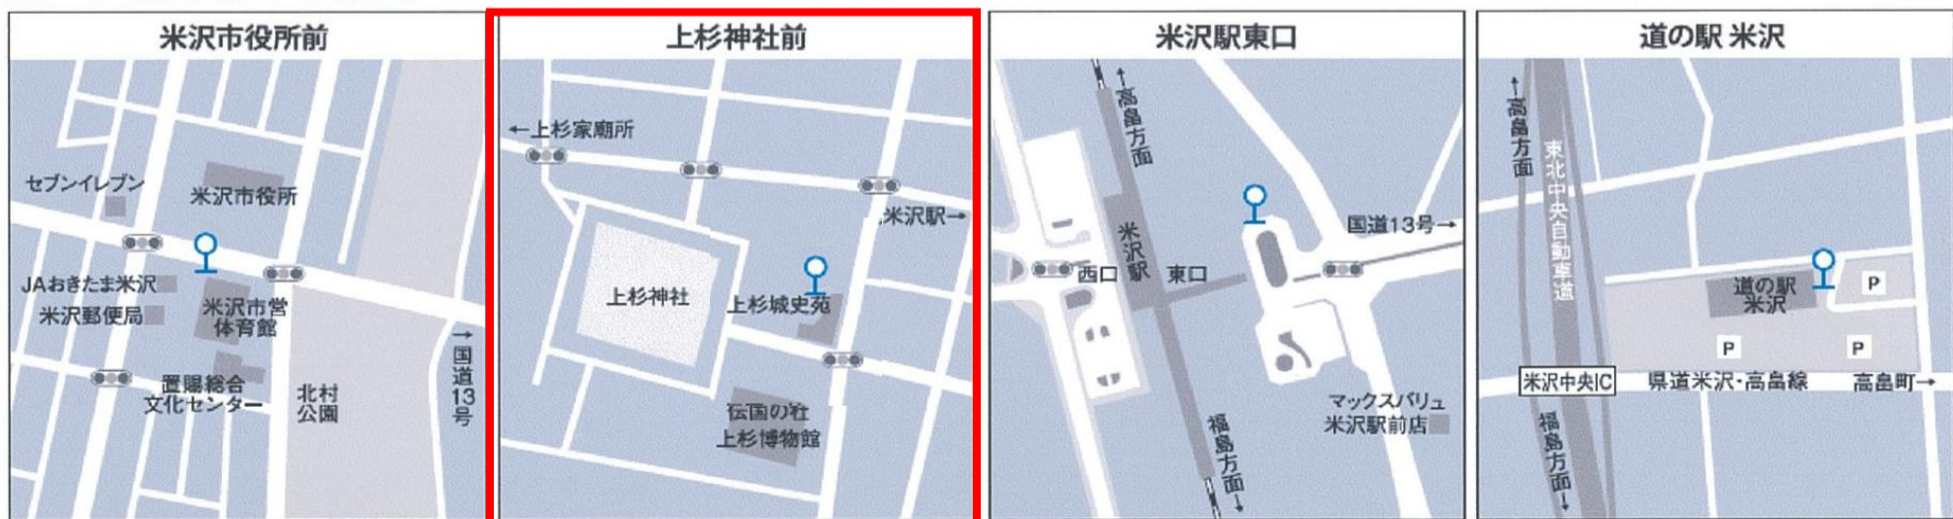 米沢市役所前
セブンイレブン
米沢市役所
JAおきたま米沢
米沢郵便局
米沢市営
体育館
置賜総合
文化センター
北村
公園
→国道13号
上杉神社前
←上杉家廟所
米沢駅→
上杉神社
上杉城史苑
伝国の杜
上杉博物館
米沢駅東口
←高畠方面
米沢駅
西口
東口
国道13号→
マックスバリュ
米沢駅前店
福島方面→
道の駅 米沢
←高畠方面
東北中央自動車道
道の駅
米沢
P
P
P
米沢中央IC
県道米沢・高畠線
高畠町→
福島方面→